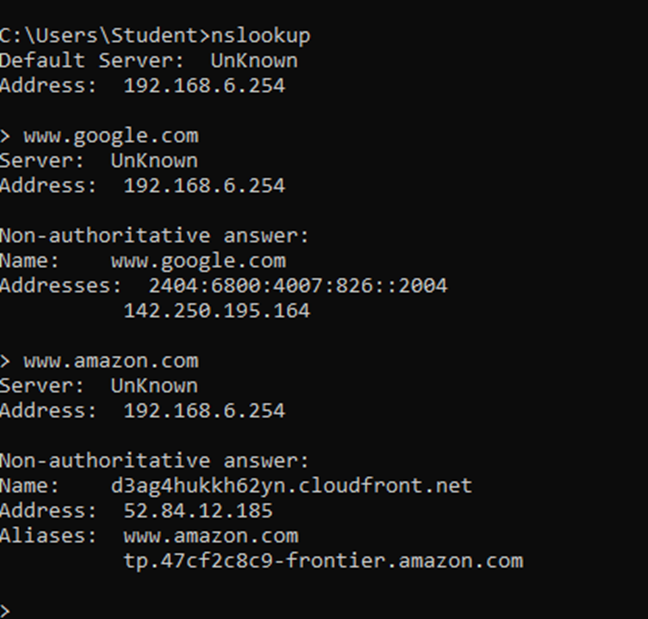 C:\Users\Student>nslookup
Default Server:  UnKnown
Address:  192.168.6.254
> www.google.com
Server:  UnKnown
Address:  192.168.6.254
Non-authoritative answer:
Name:    www.google.com
Addresses:  2404:6800:4007:826::2004
          142.250.195.164
> www.amazon.com
Server:  UnKnown
Address:  192.168.6.254
Non-authoritative answer:
Name:    d3ag4hukkh62yn.cloudfront.net
Address:  52.84.12.185
Aliases:  www.amazon.com
          tp.47cf2c8c9-frontier.amazon.com
>